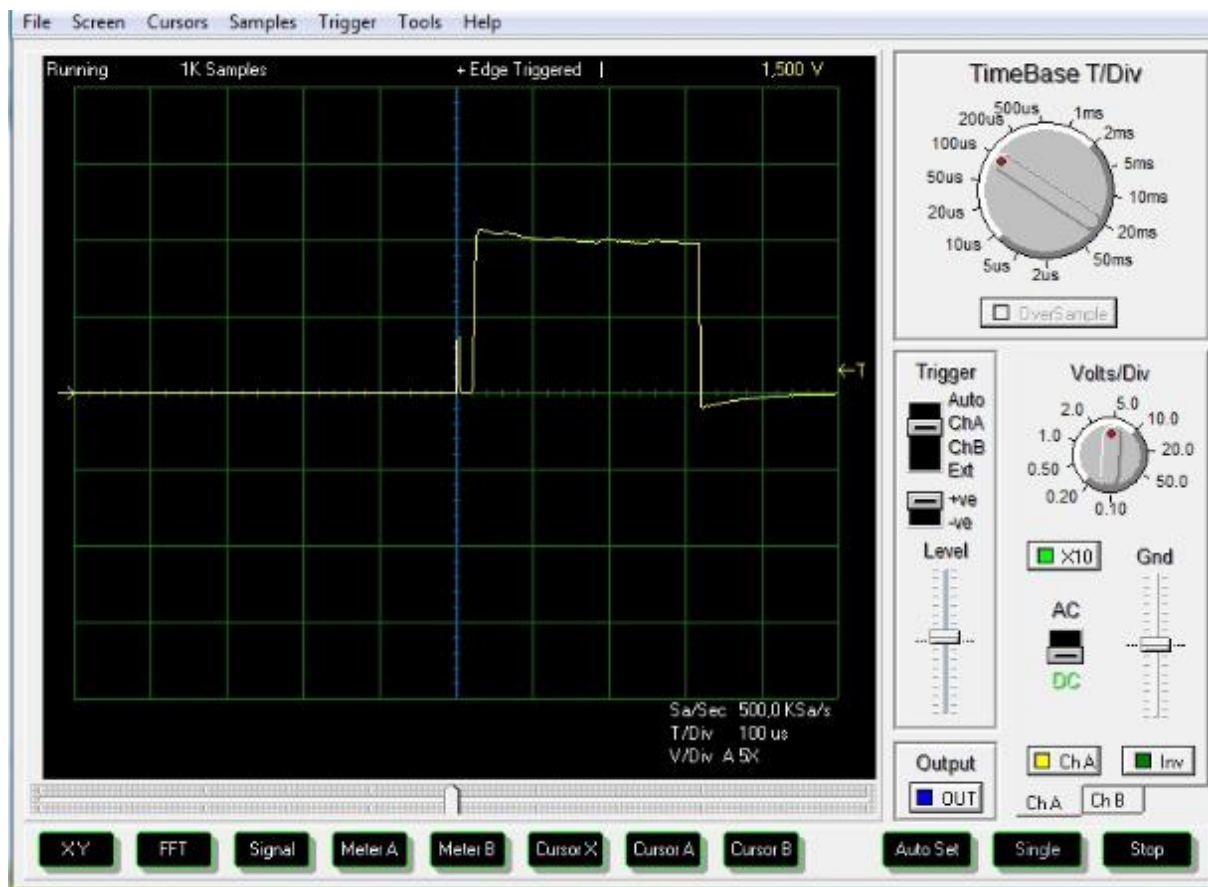 File Screen Cursors Samples Trigger Tools Help
Running 1K Samples + Edge Triggered | 1,500 V
TimeBase T/Div
500us 1ms
200us 2ms
100us 5ms
50us 10ms
20us 20ms
10us 50ms
5us 2us
OverSample
T
Trigger
Auto
ChA
ChB
Ext
+ve
-ve
Level
Volts/Div
2.0 5.0
1.0 10.0
0.50 20.0
0.20 50.0
0.10
X10 Gnd
AC
DC
Sa/Sec 500,0 KSa/s
T/Div 100 us
V/Div A 5X
Output
OUT
Ch A Inv
Ch A Ch B
XY FFT Signal Meter A Meter B Cursor X Cursor A Cursor B Auto Set Single Stop